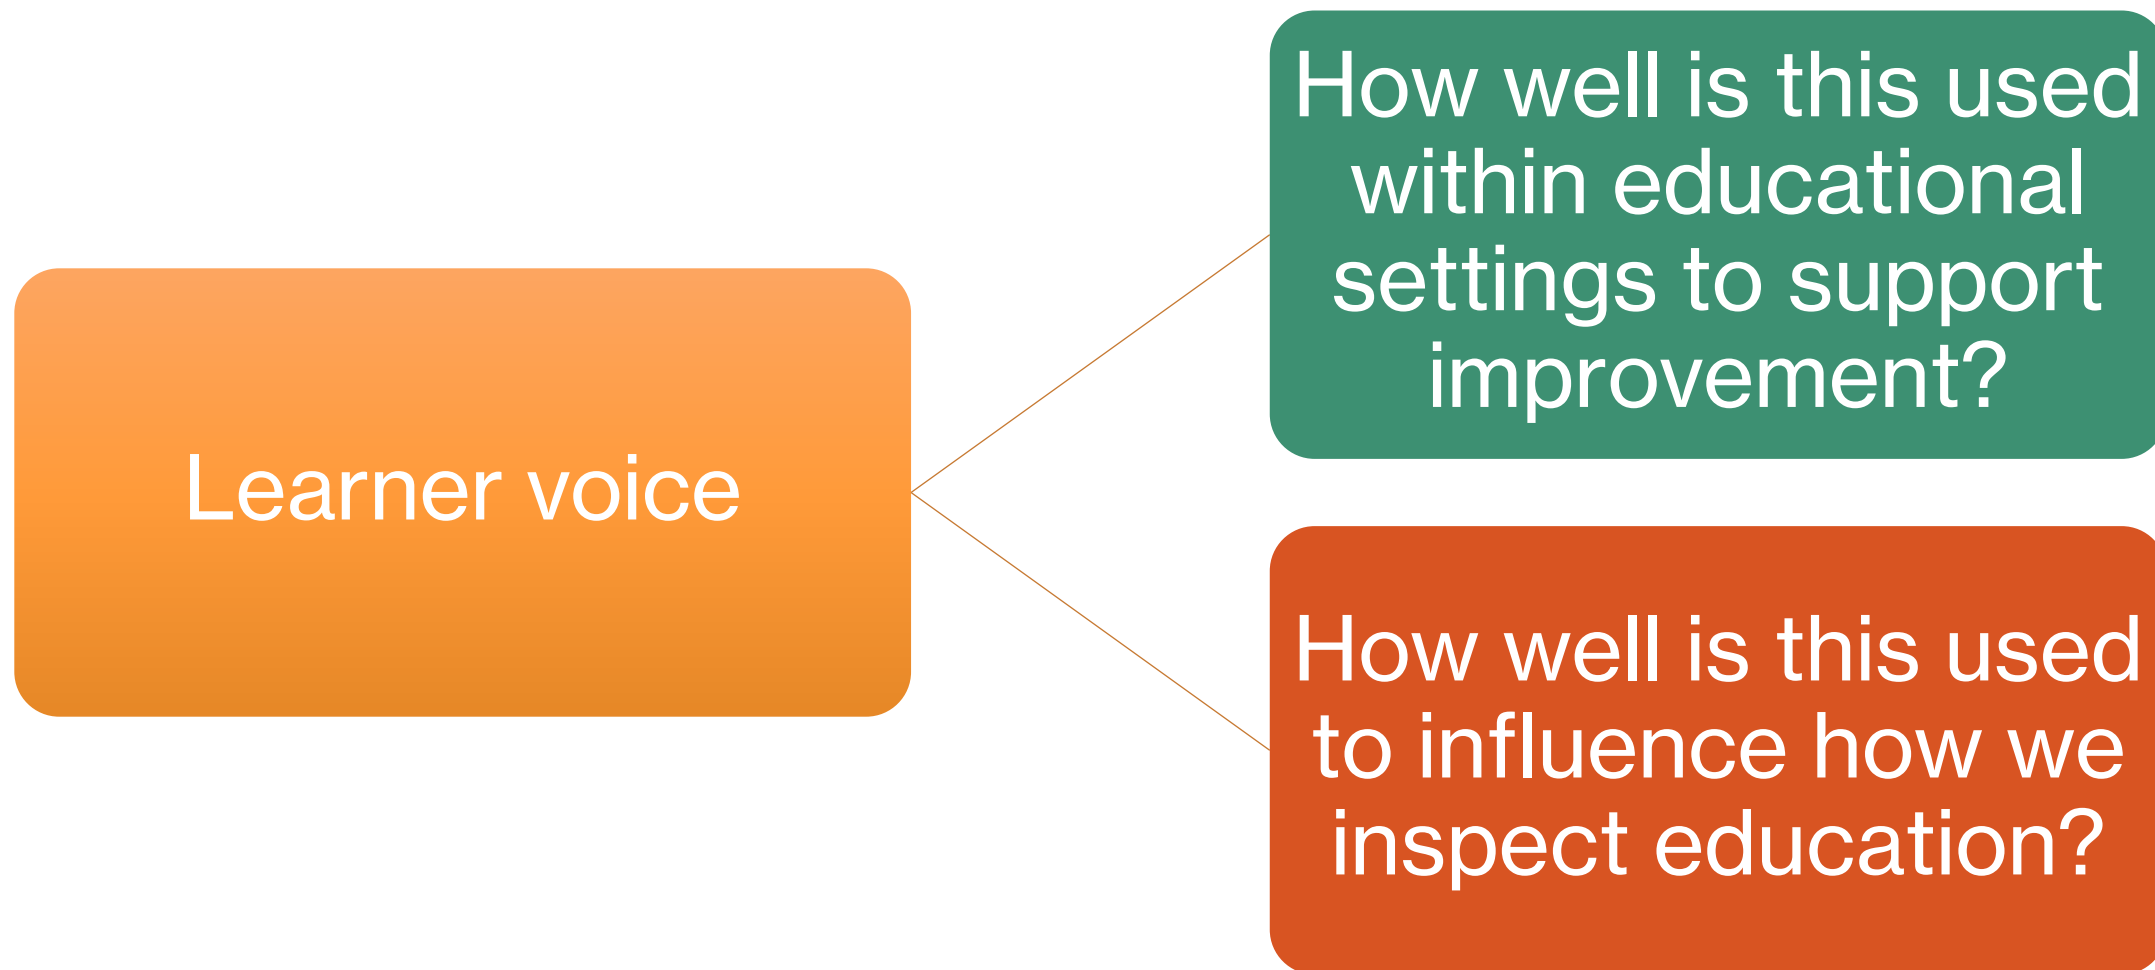 Learner voice
How well is this used
within educational
settings to support
improvement?
How well is this used
to influence how we
inspect education?